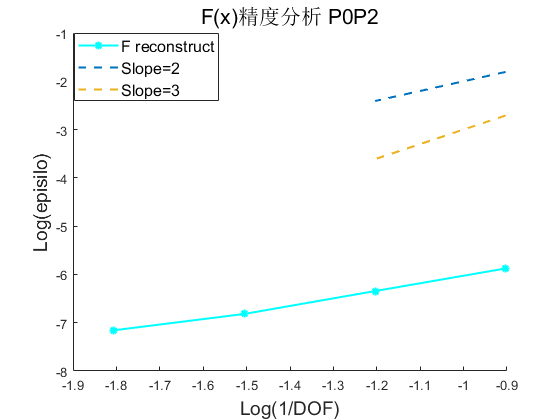 F(x)精度分析 P0P2
F reconstruct
Slope=2
Slope=3
Log(episilo)
-1
-2
-3
-4
-5
-6
-7
-8
-1.9 -1.8 -1.7 -1.6 -1.5 -1.4 -1.3 -1.2 -1.1 -1 -0.9
Log(1/DOF)